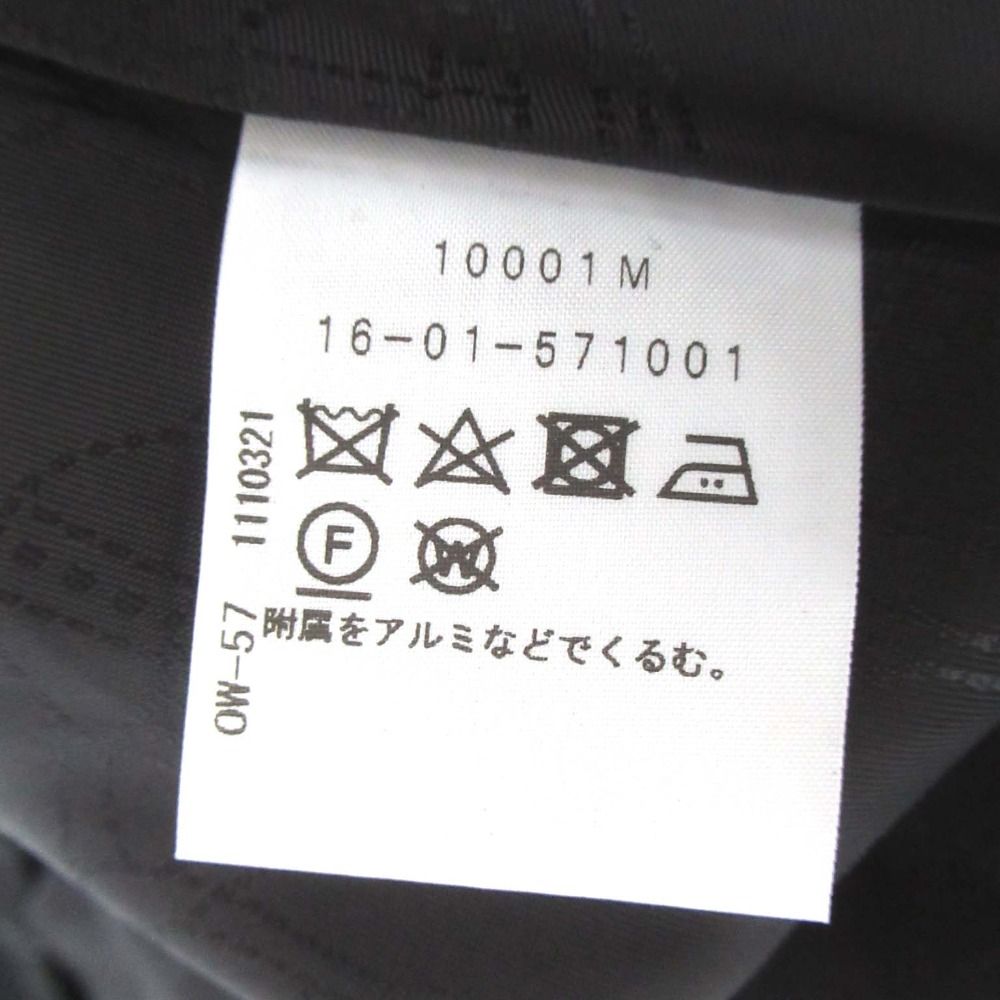 10001M
16-01-571001
F
W
附属をアルミなどでくるむ。
OW-57 1110321